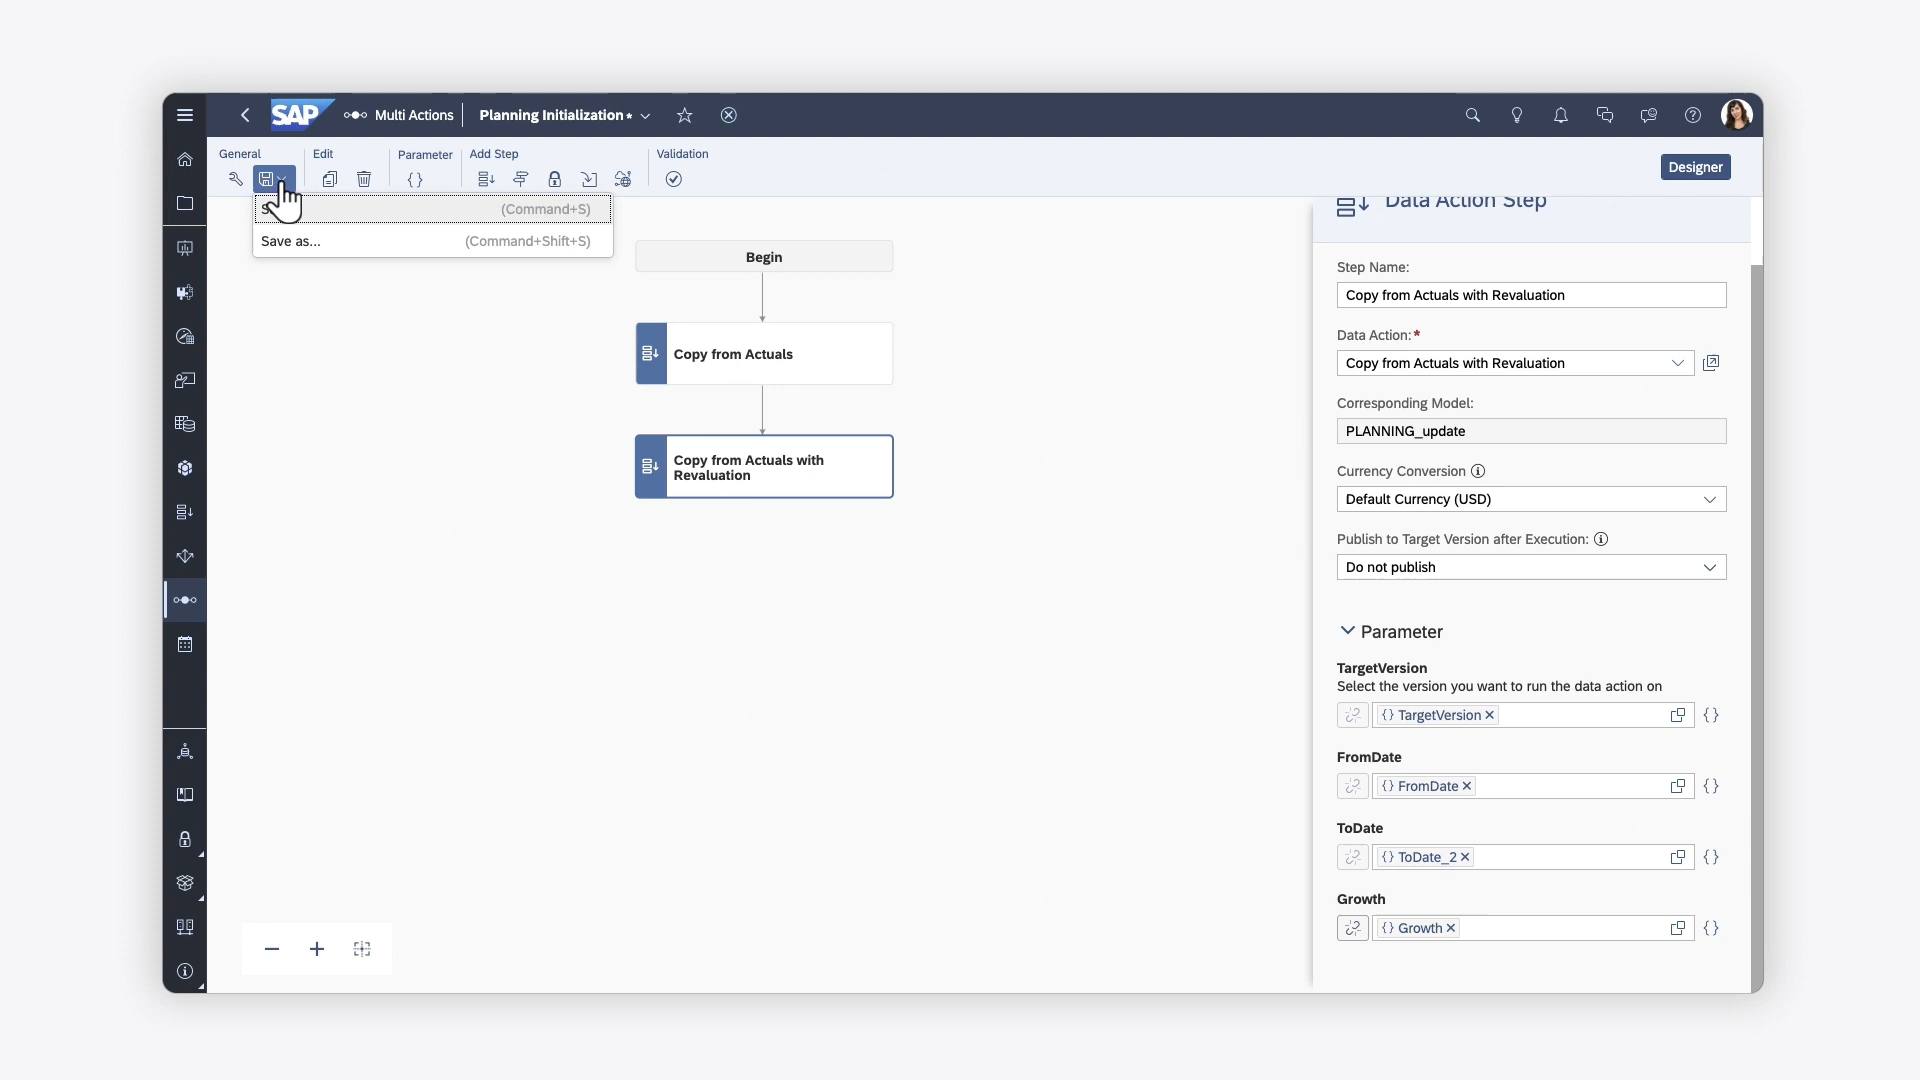 SAP
Multi Actions
Planning Initialization*
General
Edit
Parameter
Add Step
Validation
Designer
(Command+S)
Save as...
(Command+Shift+S)
Begin
Copy from Actuals
Copy from Actuals with
Revaluation
Data Action Step
Step Name:
Copy from Actuals with Revaluation
Data Action:*
Copy from Actuals with Revaluation
Corresponding Model:
PLANNING_update
Currency Conversion
Default Currency (USD)
Publish to Target Version after Execution:
Do not publish
Parameter
TargetVersion
Select the version you want to run the data action on
{} TargetVersion ×
FromDate
{} FromDate ×
ToDate
{} ToDate_2 ×
Growth
{} Growth ×